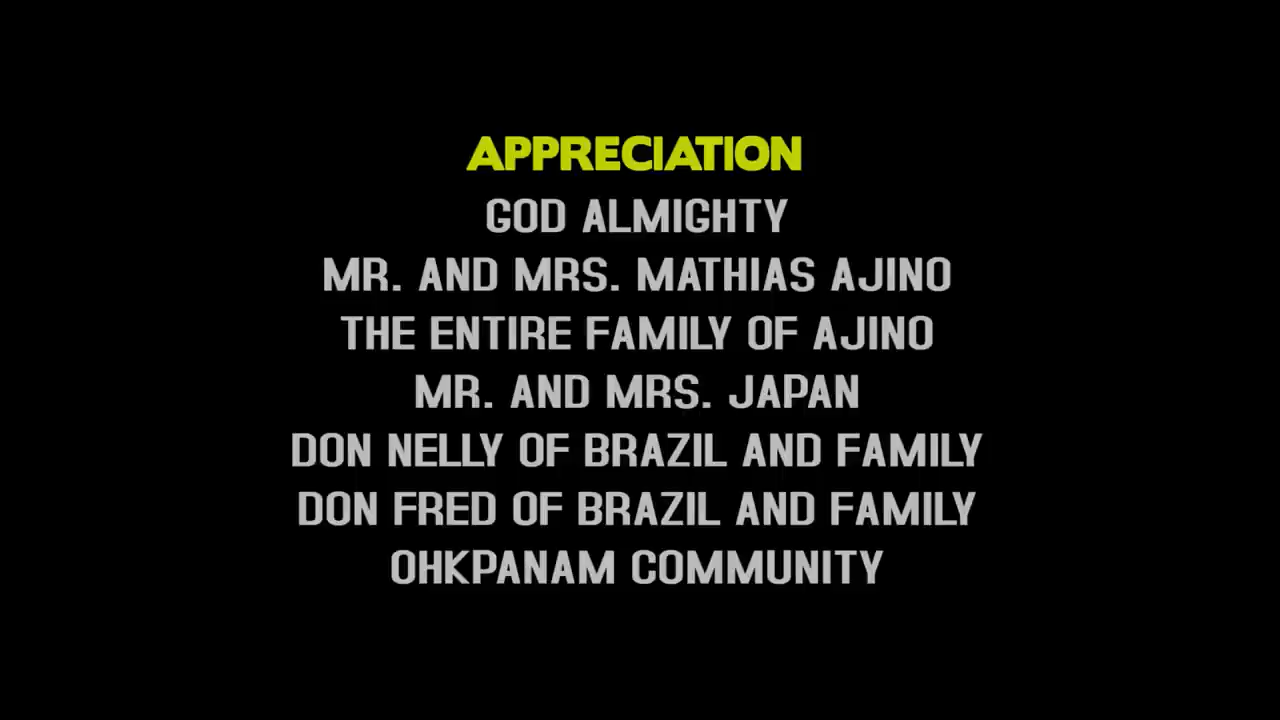 APPRECIATION
GOD ALMIGHTY
MR. AND MRS. MATHIAS AJINO
THE ENTIRE FAMILY OF AJINO
MR. AND MRS. JAPAN
DON NELLY OF BRAZIL AND FAMILY
DON FRED OF BRAZIL AND FAMILY
OHKPANAM COMMUNITY